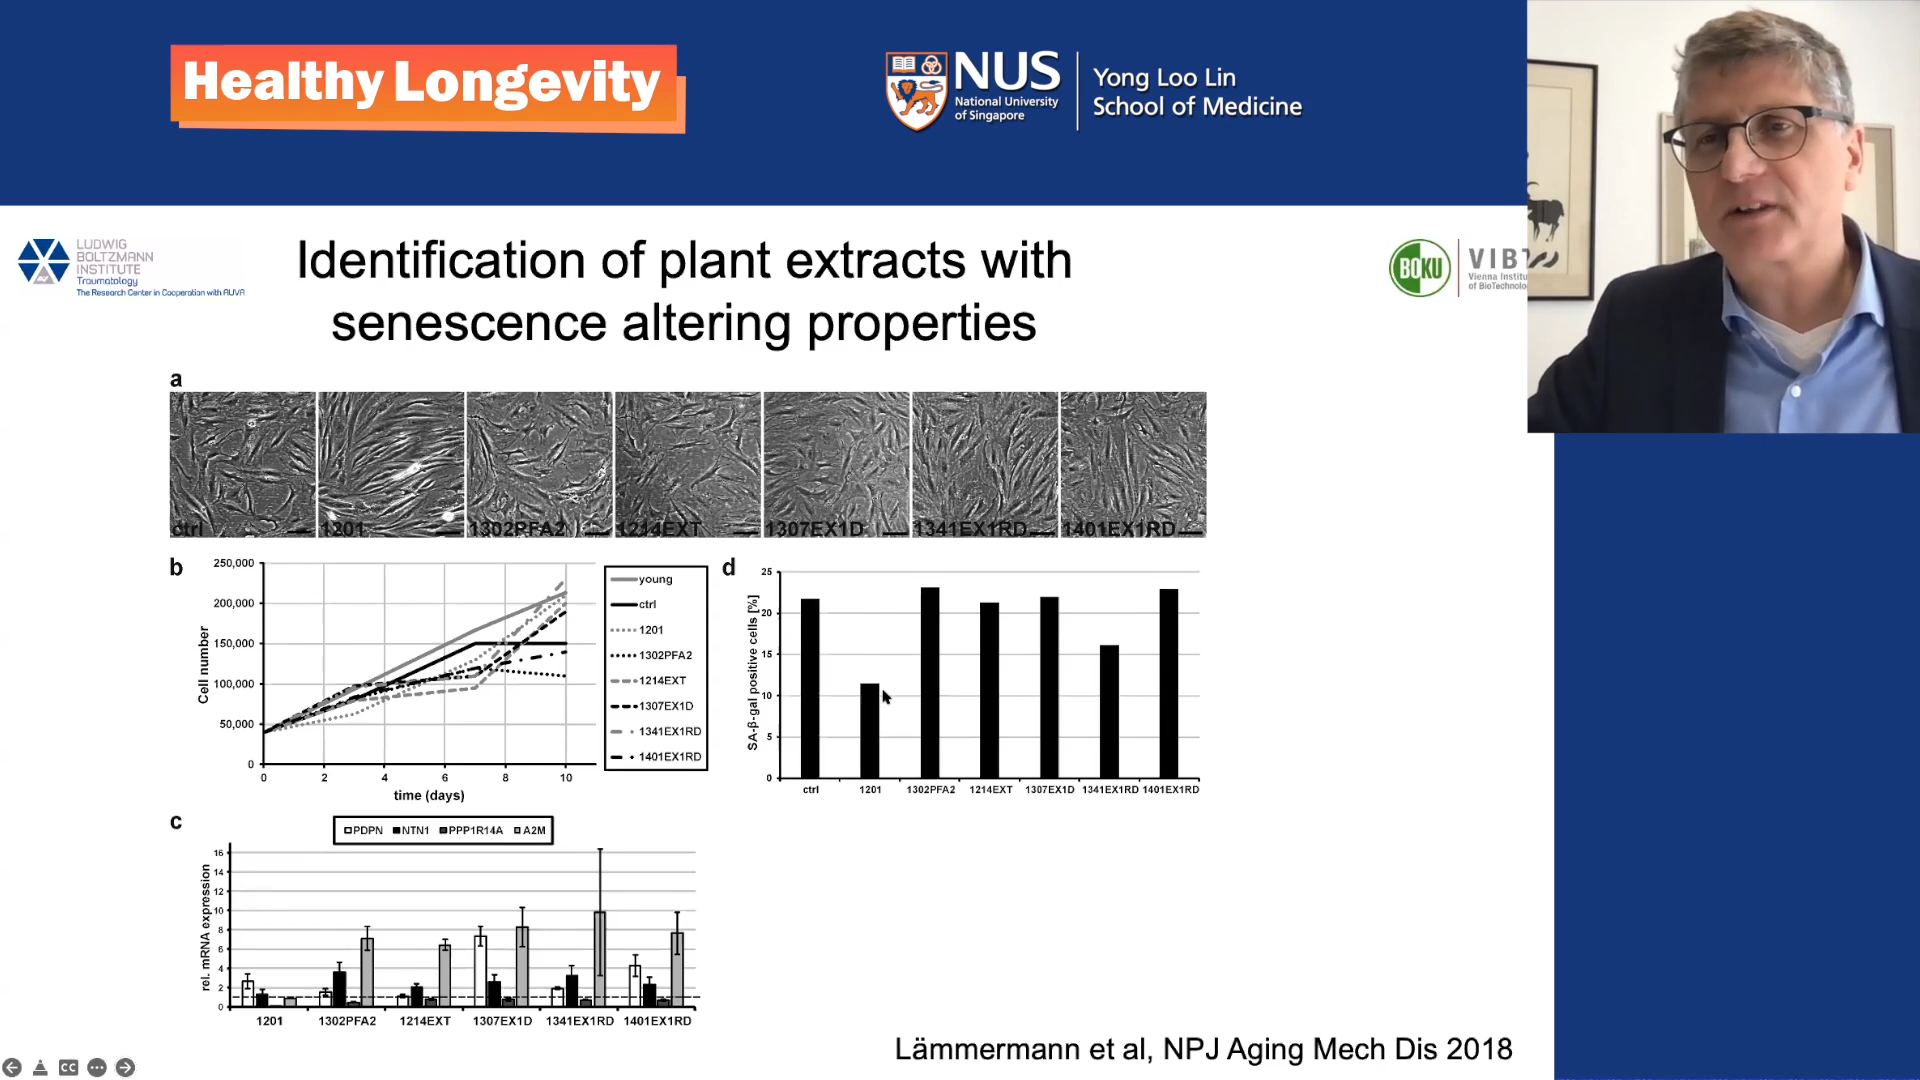 Healthy Longevity
NUS
National University
of Singapore
Yong Loo Lin
School of Medicine
LUDWIG
BOLTZMANN
INSTITUTE
Traumatology
The Research Center in Cooperation with AUVA
Identification of plant extracts with
senescence altering properties
BOKU
VIBT
Vienna Institu
of BioTechnolo
a
ctrl
1201
1302PFA2
1214EXT
1307EX1D
1341EX1RD
1401EX1RD
b
Cell number
250,000
200,000
150,000
100,000
50,000
0
0 2 4 6 8 10
time (days)
young
ctrl
1201
1302PFA2
1214EXT
1307EX1D
1341EX1RD
1401EX1RD
d
SA-β-gal positive cells [%]
25
20
15
10
5
0
ctrl 1201 1302PFA2 1214EXT 1307EX1D 1341EX1RD 1401EX1RD
c
PDPN NTN1 PPP1R14A A2M
rel. mRNA expression
16
14
12
10
8
6
4
2
0
1201 1302PFA2 1214EXT 1307EX1D 1341EX1RD 1401EX1RD
Lämmermann et al, NPJ Aging Mech Dis 2018
CC